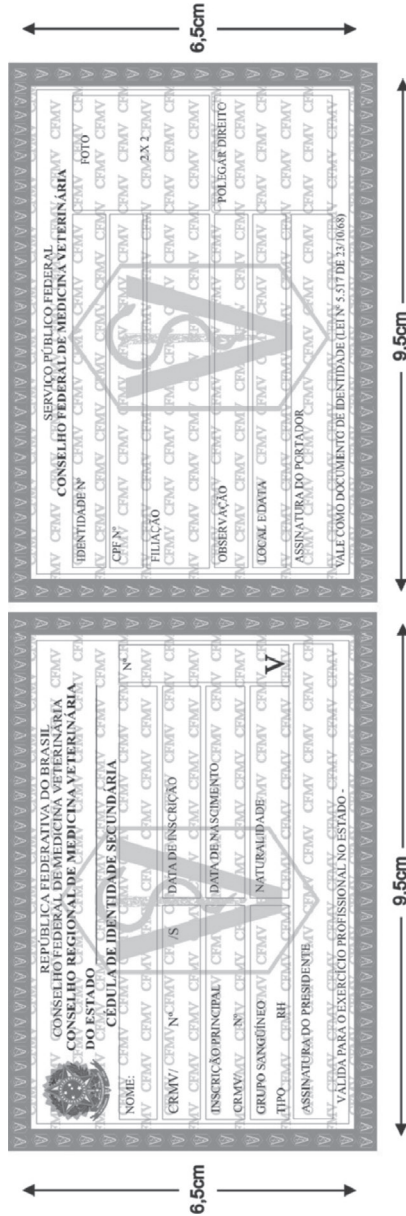 REPÚBLICA FEDERATIVA DO BRASIL
CONSELHO FEDERAL DE MEDICINA VETERINÁRIA
CONSELHO REGIONAL DE MEDICINA VETERINÁRIA
DO ESTADO
CÉDULA DE IDENTIDADE SECUNDÁRIA
NOME: Nº
CRMV/ Nº /S DATA DE INSCRIÇÃO
INSCRIÇÃO PRINCIPAL DATA DE NASCIMENTO
CRMV/ Nº
GRUPO SANGÜÍNEO NATURALIDADE
TIPO RH V
ASSINATURA DO PRESIDENTE
VÁLIDA PARA O EXERCÍCIO PROFISSIONAL NO ESTADO -
6,5cm
9,5cm
SERVIÇO PÚBLICO FEDERAL
CONSELHO FEDERAL DE MEDICINA VETERINÁRIA
IDENTIDADE Nº FOTO
CPF Nº
FILIAÇÃO 2 X 2
OBSERVAÇÃO POLEGAR DIREITO
LOCAL E DATA
ASSINATURA DO PORTADOR
VALE COMO DOCUMENTO DE IDENTIDADE (LEI Nº 5.517 DE 23/10/68)
6,5cm
9,5cm